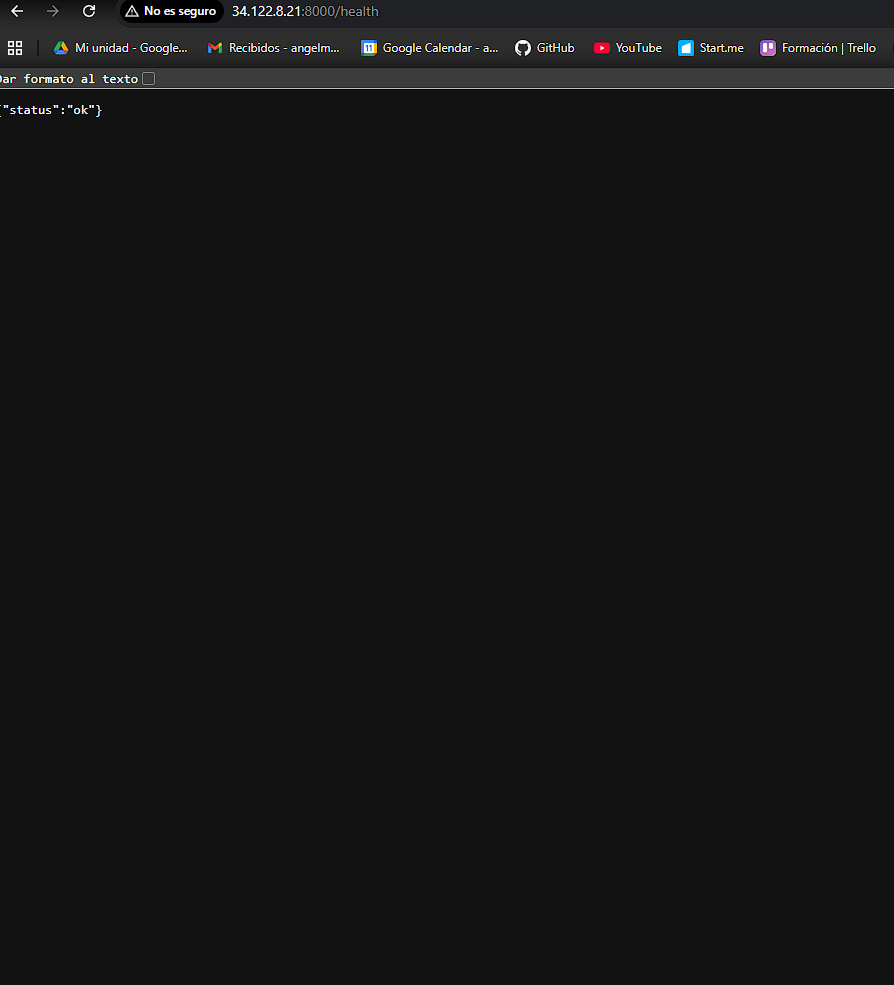 No es seguro 34.122.8.21:8000/health
Mi unidad - Google... Recibidos - angelm... 11 Google Calendar - a... GitHub YouTube Start.me Formación | Trello
Dar formato al texto
{"status":"ok"}